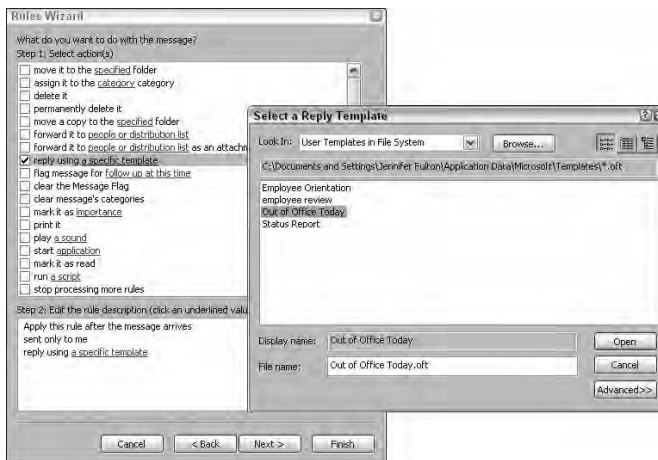 Rules Wizard
What do you want to do with the message?
Step 1: Select action(s)
move it to the specified folder
assign it to the category category
delete it
permanently delete it
move a copy to the specified folder
forward it to people or distribution list
forward it to people or distribution list as an attachm
reply using a specific template
flag message for follow up at this time
clear the Message Flag
clear message's categories
mark it as importance
print it
play a sound
start application
mark it as read
run a script
stop processing more rules
Step 2: Edit the rule description (click an underlined valu
Apply this rule after the message arrives
sent only to me
reply using a specific template
Cancel
< Back
Next >
Finish
Select a Reply Template
Look In:
User Templates in File System
Browse...
C:\Documents and Settings\Jennifer Fulton\Application Data\Microsoft\Templates\*.oft
Employee Orientation
employee review
Out of Office Today
Status Report
Display name:
Out of Office Today
Open
File name:
Out of Office Today.oft
Cancel
Advanced>>